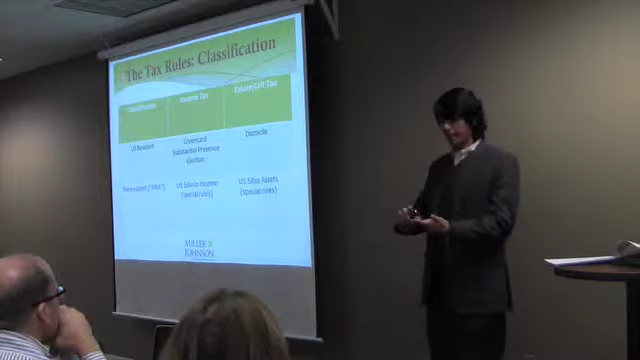 The Tax Rules: Classification
Classification
Income Tax
Estate/Gift Tax
US Resident
Greencard
Substantial Presence
Election
Domicile
Nonresident ("NRA")
US Source Income
(special rules)
US Situs Assets
(special rules)
MILLER
JOHNSON